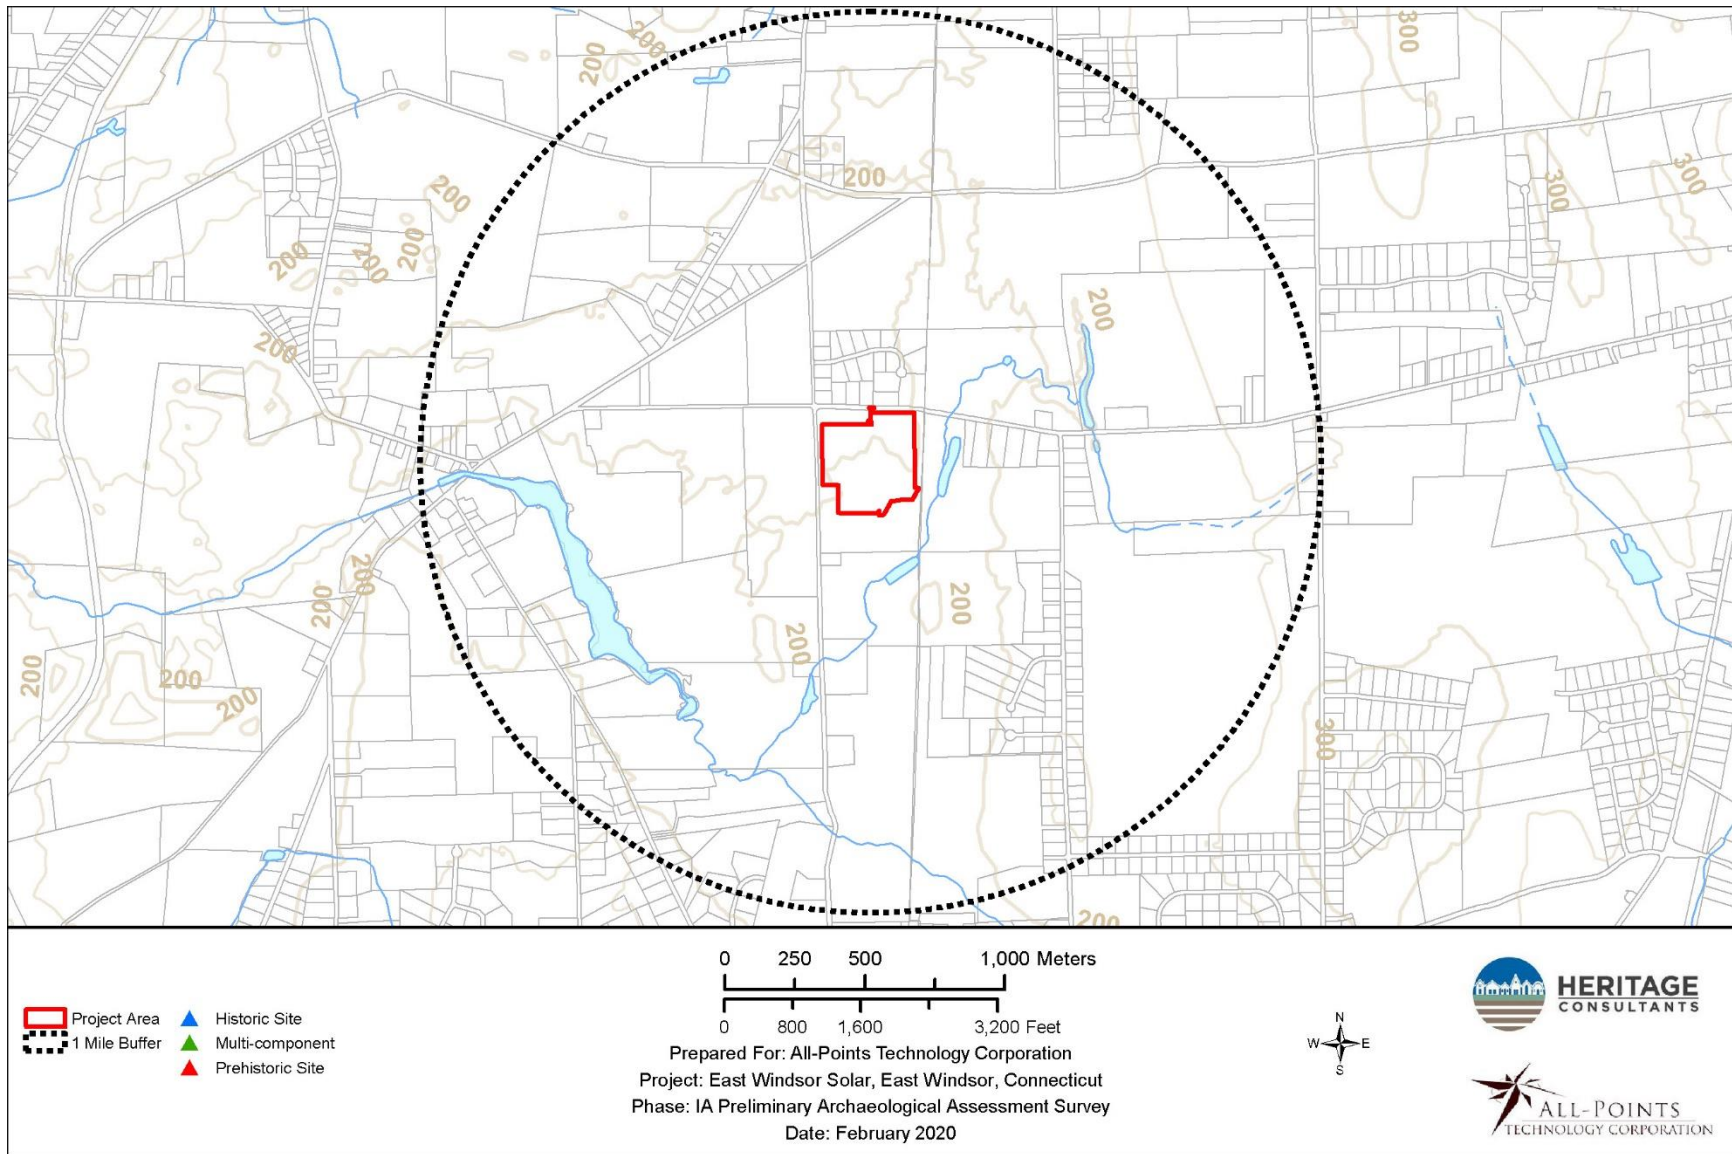 200
200
300
200
200
300
300
200
200
200
200
200
200
200
200
200
200
200
200
200
200
300
200
0 250 500 1,000 Meters
0 800 1,600 3,200 Feet
Project Area
1 Mile Buffer
Historic Site
Multi-component
Prehistoric Site
Prepared For: All-Points Technology Corporation
Project: East Windsor Solar, East Windsor, Connecticut
Phase: IA Preliminary Archaeological Assessment Survey
Date: February 2020
N
W E
S
HERITAGE
CONSULTANTS
ALL-POINTS
TECHNOLOGY CORPORATION